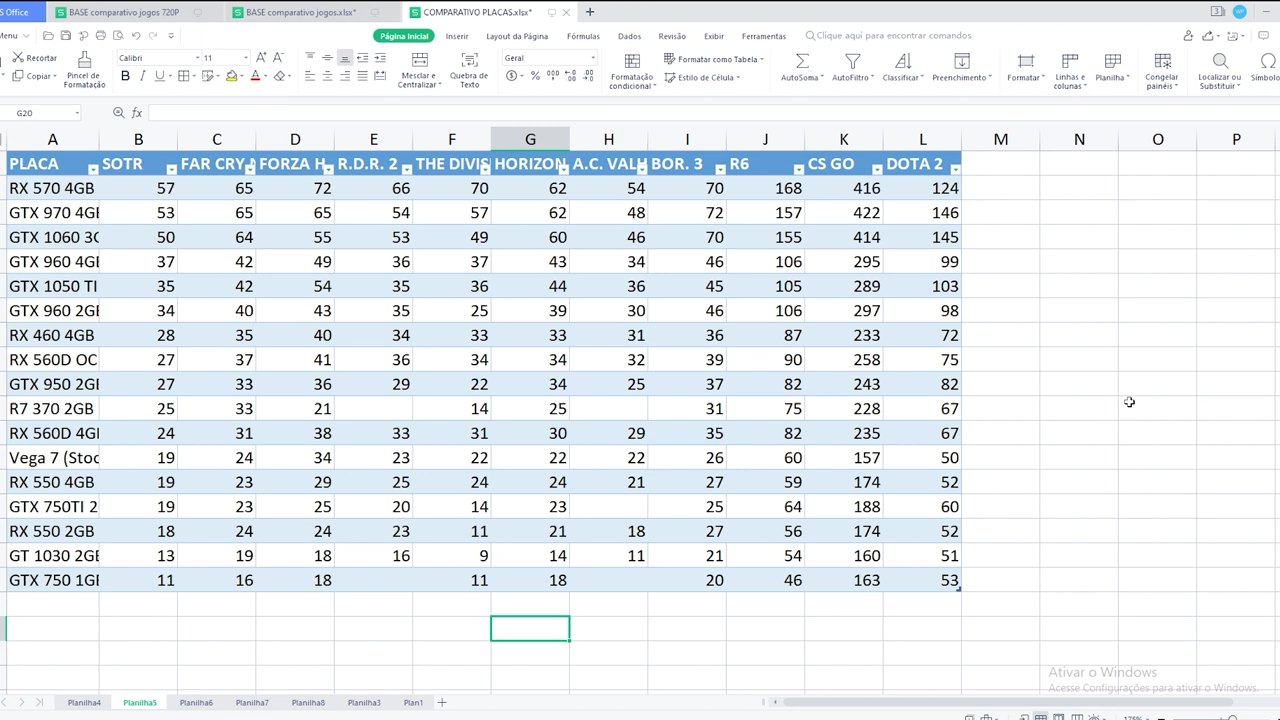 S Office BASE comparativo jogos 720P BASE comparativo jogos.xlsx* COMPARATIVO PLACAS.xlsx* + 3
Menu Página Inicial Inserir Layout da Página Fórmulas Dados Revisão Exibir Ferramentas Clique aqui para encontrar comandos
Recortar Copiar Pincel de Formatação Calibri 11 Mesclar e Centralizar Quebra de Texto Geral Formatação condicional Formatar como Tabela Estilo de Célula AutoSoma AutoFiltro Classificar Preenchimento Formatar Linhas e colunas Planilha Congelar painéis Localizar ou Substituir Símbolo
G20 fx
A B C D E F G H I J K L M N O P
PLACA SOTR FAR CRY FORZA H R.D.R. 2 THE DIVIS HORIZON A.C. VALH BOR. 3 R6 CS GO DOTA 2
RX 570 4GB 57 65 72 66 70 62 54 70 168 416 124
GTX 970 4GB 53 65 65 54 57 62 48 72 157 422 146
GTX 1060 3G 50 64 55 53 49 60 46 70 155 414 145
GTX 960 4GB 37 42 49 36 37 43 34 46 106 295 99
GTX 1050 TI 35 42 54 35 36 44 36 45 105 289 103
GTX 960 2GB 34 40 43 35 25 39 30 46 106 297 98
RX 460 4GB 28 35 40 34 33 33 31 36 87 233 72
RX 560D OC 27 37 41 36 34 34 32 39 90 258 75
GTX 950 2GB 27 33 36 29 22 34 25 37 82 243 82
R7 370 2GB 25 33 21 14 25 31 75 228 67
RX 560D 4GB 24 31 38 33 31 30 29 35 82 235 67
Vega 7 (Stoc 19 24 34 23 22 22 22 26 60 157 50
RX 550 4GB 19 23 29 25 24 24 21 27 59 174 52
GTX 750TI 2 19 23 25 20 14 23 25 64 188 60
RX 550 2GB 18 24 24 23 11 21 18 27 56 174 52
GT 1030 2GB 13 19 18 16 9 14 11 21 54 160 51
GTX 750 1GB 11 16 18 11 18 20 46 163 53
Ativar o Windows
Acesse Configurações para ativar o Windows.
Planilha4 Planilha5 Planilha6 Planilha7 Planilha8 Planilha3 Plan1 +
175%